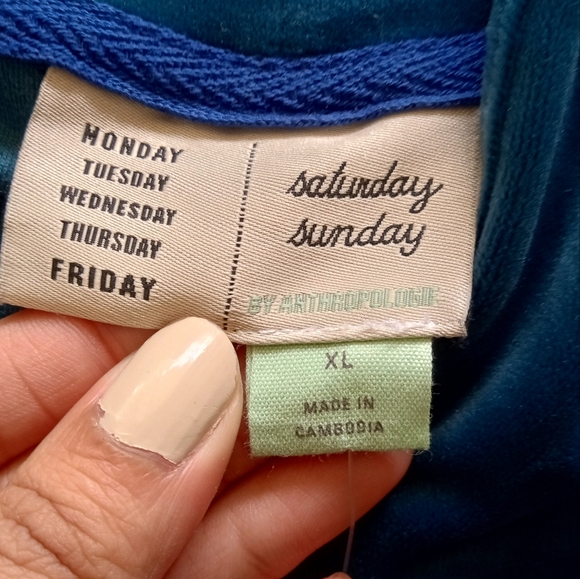 MONDAY
TUESDAY
WEDNESDAY
THURSDAY
FRIDAY
saturday
sunday
BY ANTHROPOLOGIE
XL
MADE IN
CAMBODIA